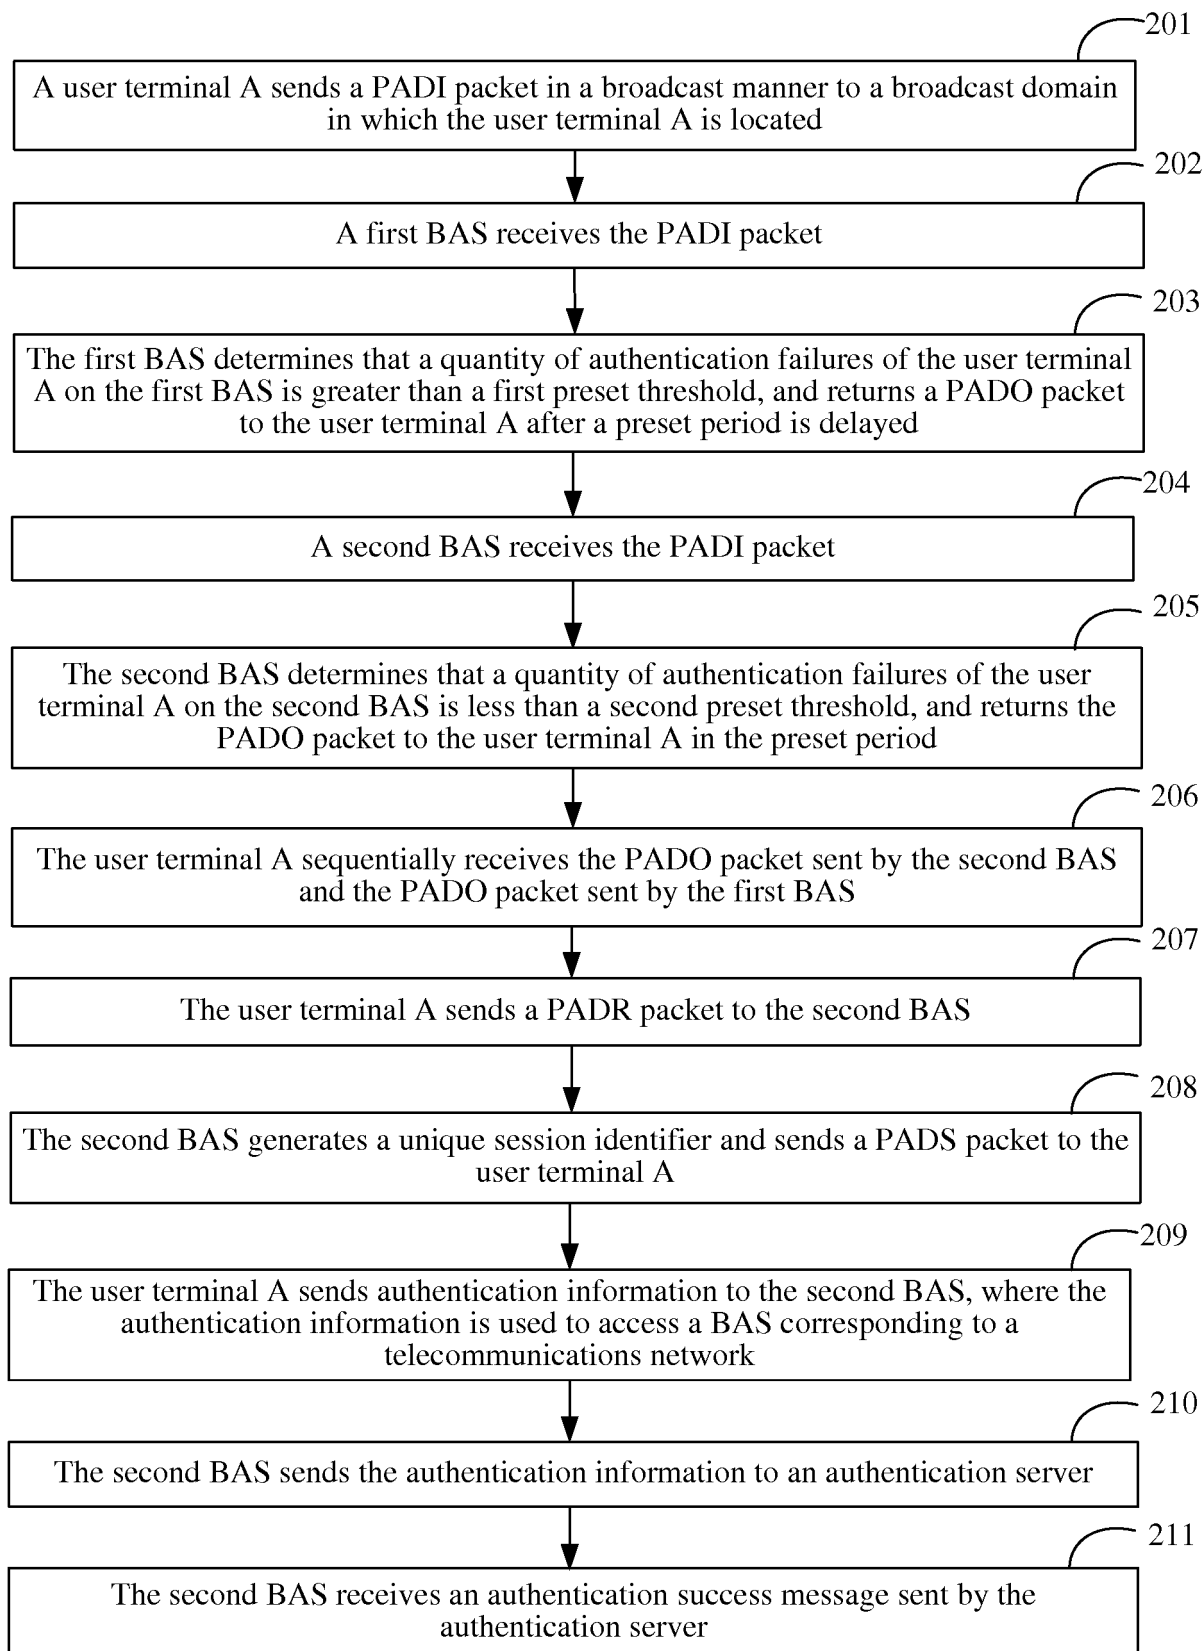 201
A user terminal A sends a PADI packet in a broadcast manner to a broadcast domain
in which the user terminal A is located
202
A first BAS receives the PADI packet
203
The first BAS determines that a quantity of authentication failures of the user terminal
A on the first BAS is greater than a first preset threshold, and returns a PADO packet
to the user terminal A after a preset period is delayed
204
A second BAS receives the PADI packet
205
The second BAS determines that a quantity of authentication failures of the user
terminal A on the second BAS is less than a second preset threshold, and returns the
PADO packet to the user terminal A in the preset period
206
The user terminal A sequentially receives the PADO packet sent by the second BAS
and the PADO packet sent by the first BAS
207
The user terminal A sends a PADR packet to the second BAS
208
The second BAS generates a unique session identifier and sends a PADS packet to the
user terminal A
209
The user terminal A sends authentication information to the second BAS, where the
authentication information is used to access a BAS corresponding to a
telecommunications network
210
The second BAS sends the authentication information to an authentication server
211
The second BAS receives an authentication success message sent by the
authentication server